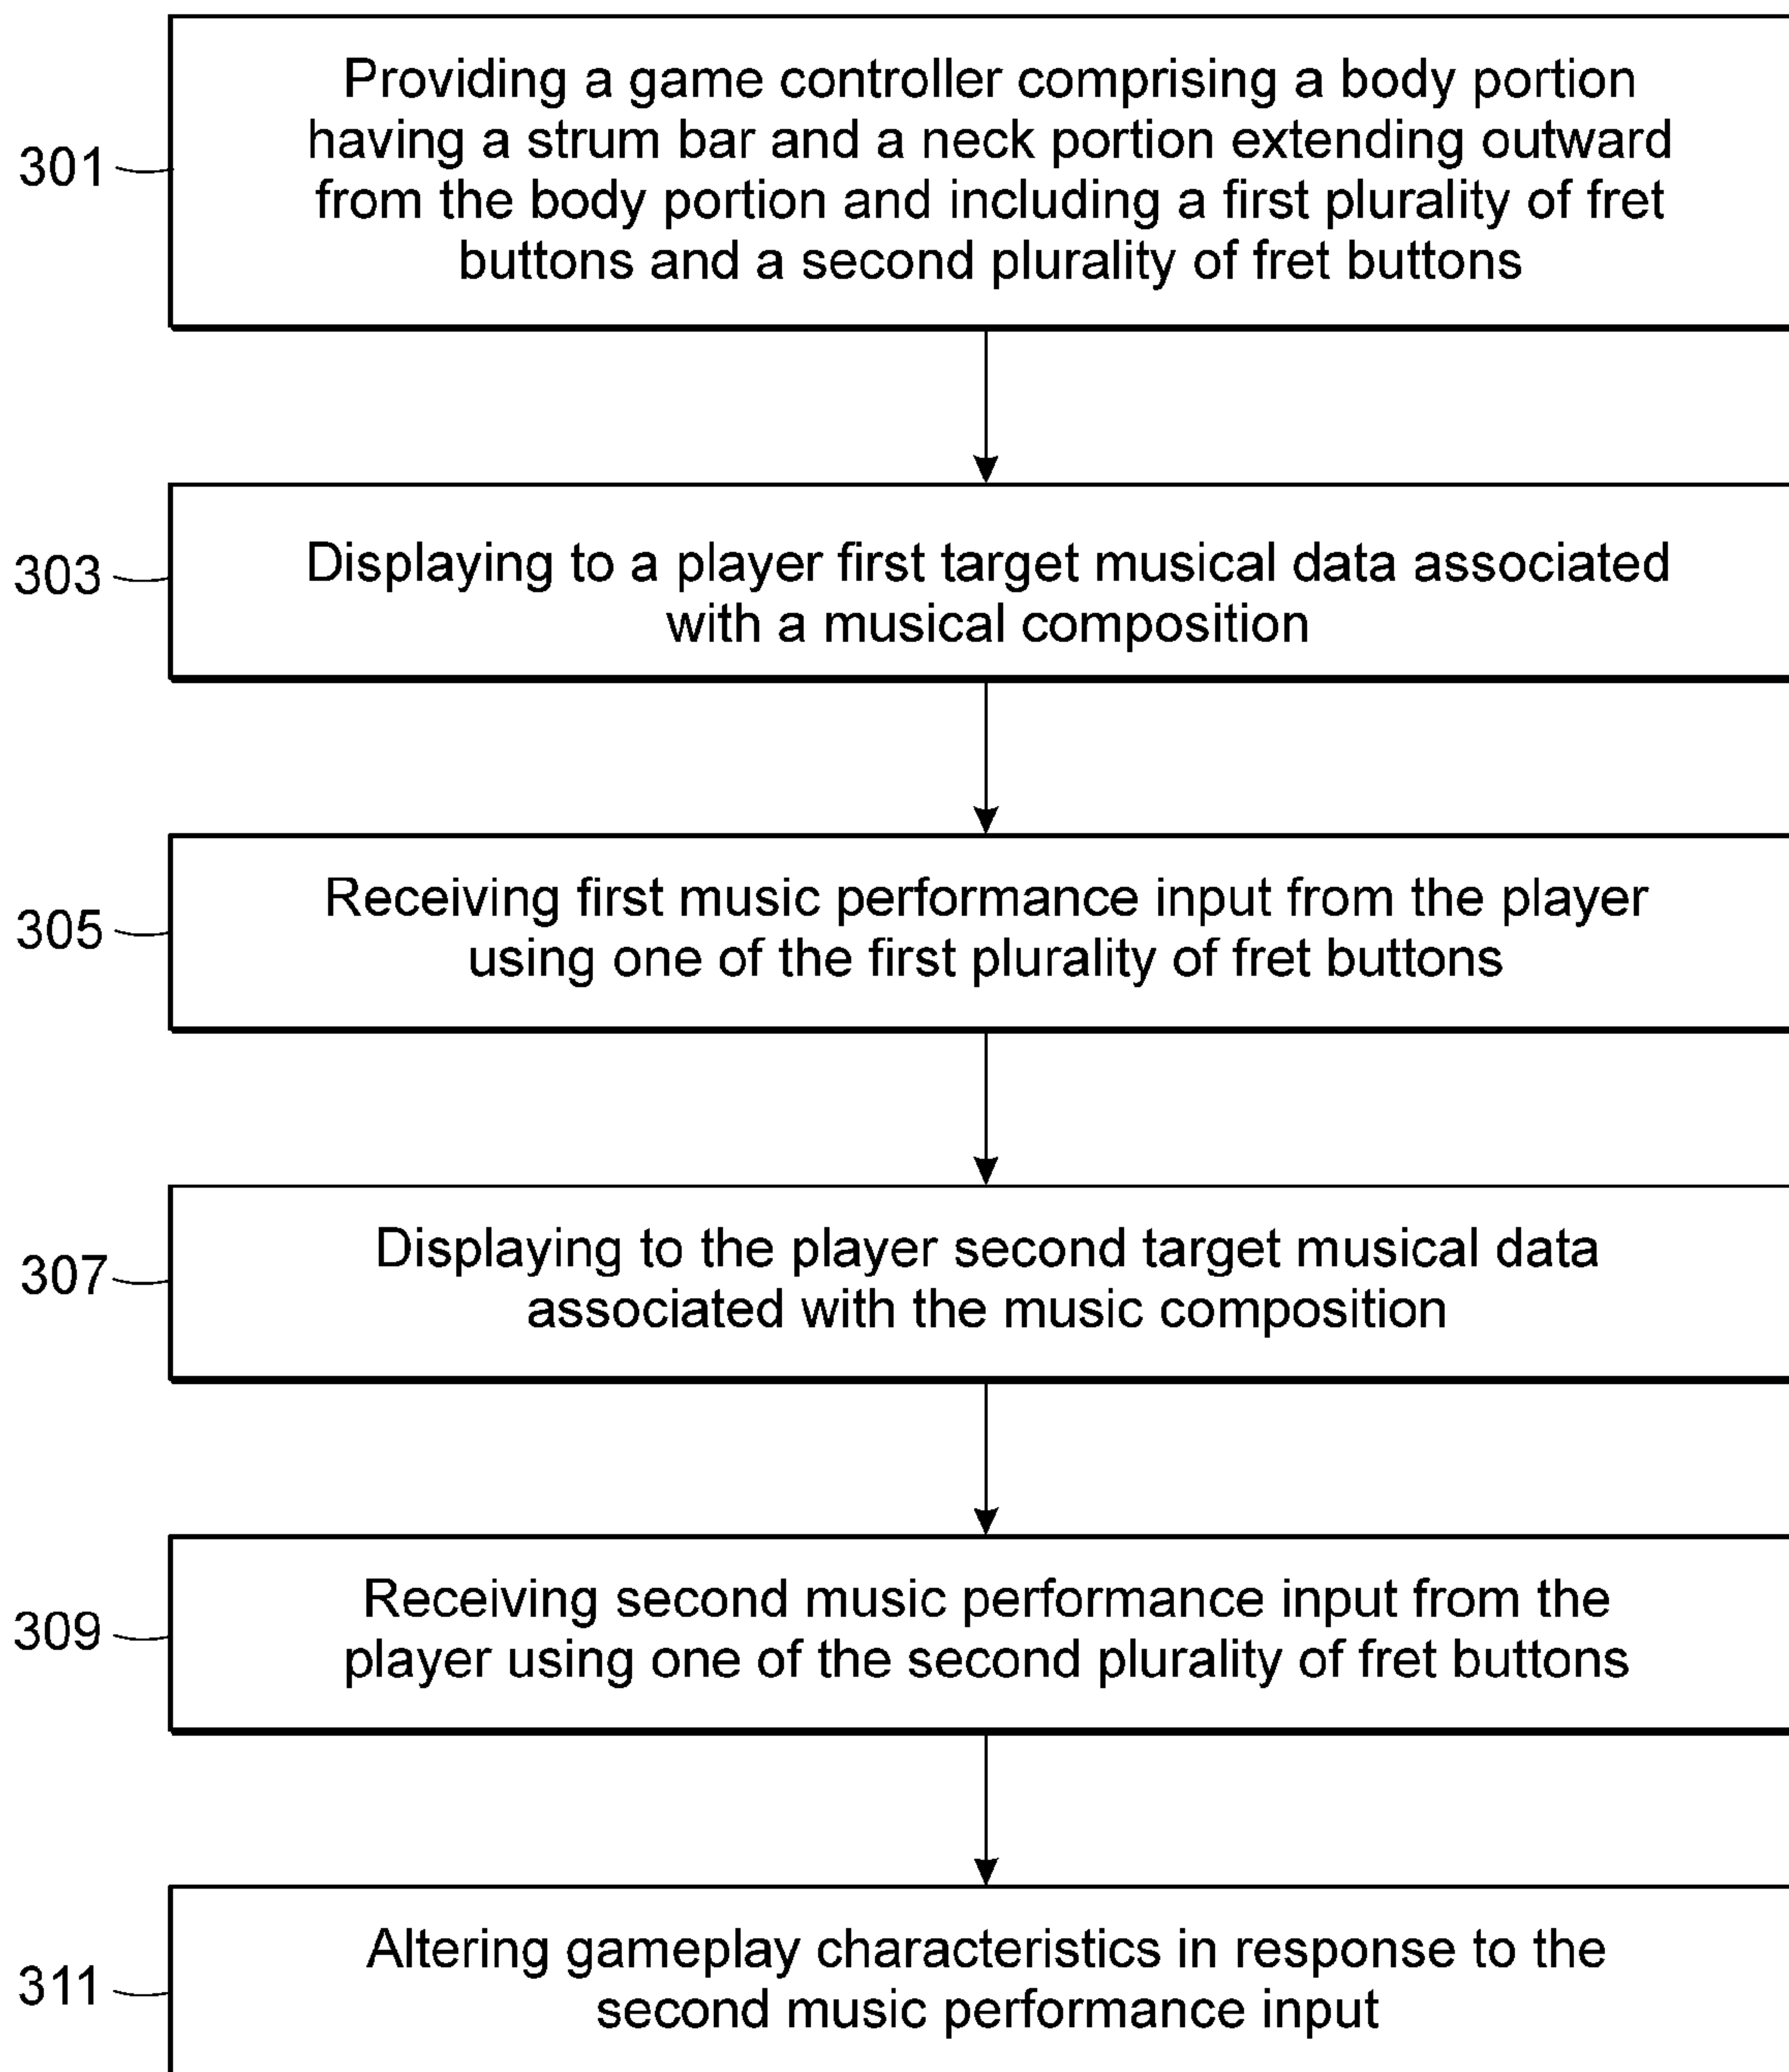 301
Providing a game controller comprising a body portion
having a strum bar and a neck portion extending outward
from the body portion and including a first plurality of fret
buttons and a second plurality of fret buttons
303
Displaying to a player first target musical data associated
with a musical composition
305
Receiving first music performance input from the player
using one of the first plurality of fret buttons
307
Displaying to the player second target musical data
associated with the music composition
309
Receiving second music performance input from the
player using one of the second plurality of fret buttons
311
Altering gameplay characteristics in response to the
second music performance input